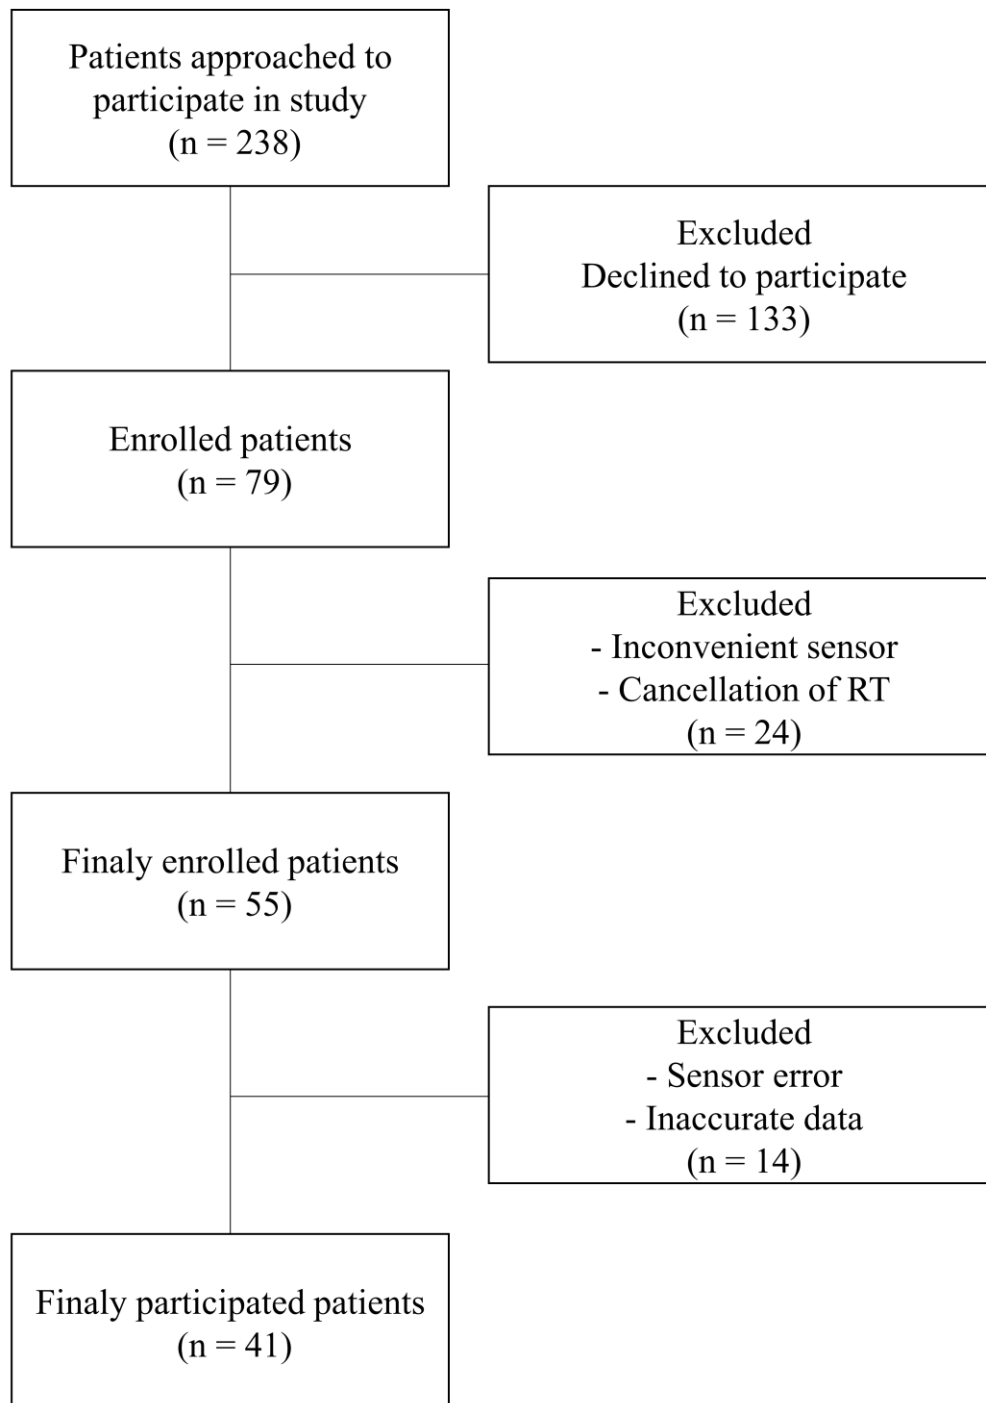 Patients approached to
participate in study
(n = 238)
Excluded
Declined to participate
(n = 133)
Enrolled patients
(n = 79)
Excluded
- Inconvenient sensor
- Cancellation of RT
(n = 24)
Finaly enrolled patients
(n = 55)
Excluded
- Sensor error
- Inaccurate data
(n = 14)
Finaly participated patients
(n = 41)